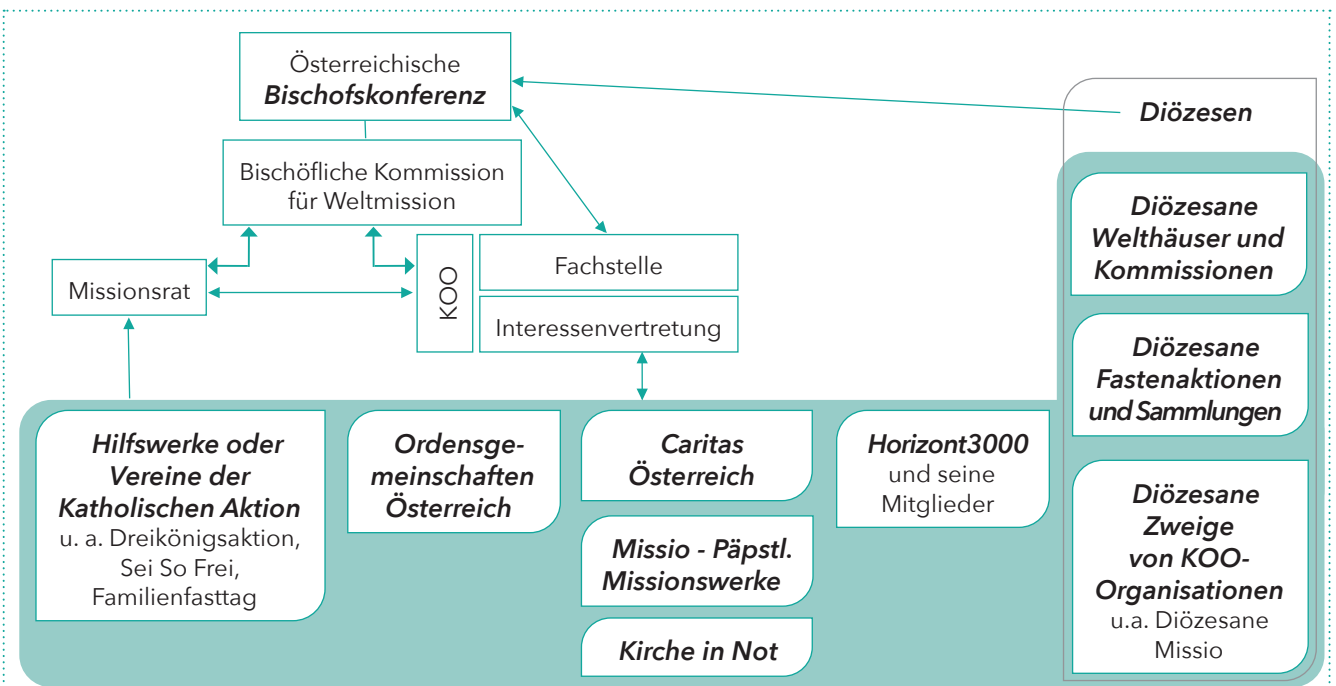 Österreichische
Bischofskonferenz
Diözesen
Bischöfliche Kommission
für Weltmission
Missionsrat
KOO
Fachstelle
Interessenvertretung
Diözesane
Welthäuser und
Kommissionen
Diözesane
Fastenaktionen
und Sammlungen
Diözesane
Zweige
von KOO-
Organisationen
u.a. Diözesane
Missio
Hilfswerke oder
Vereine der
Katholischen Aktion
u. a. Dreikönigsaktion,
Sei So Frei,
Familienfasttag
Ordensge-
meinschaften
Österreich
Caritas
Österreich
Missio - Päpstl.
Missionswerke
Kirche in Not
Horizont3000
und seine
Mitglieder